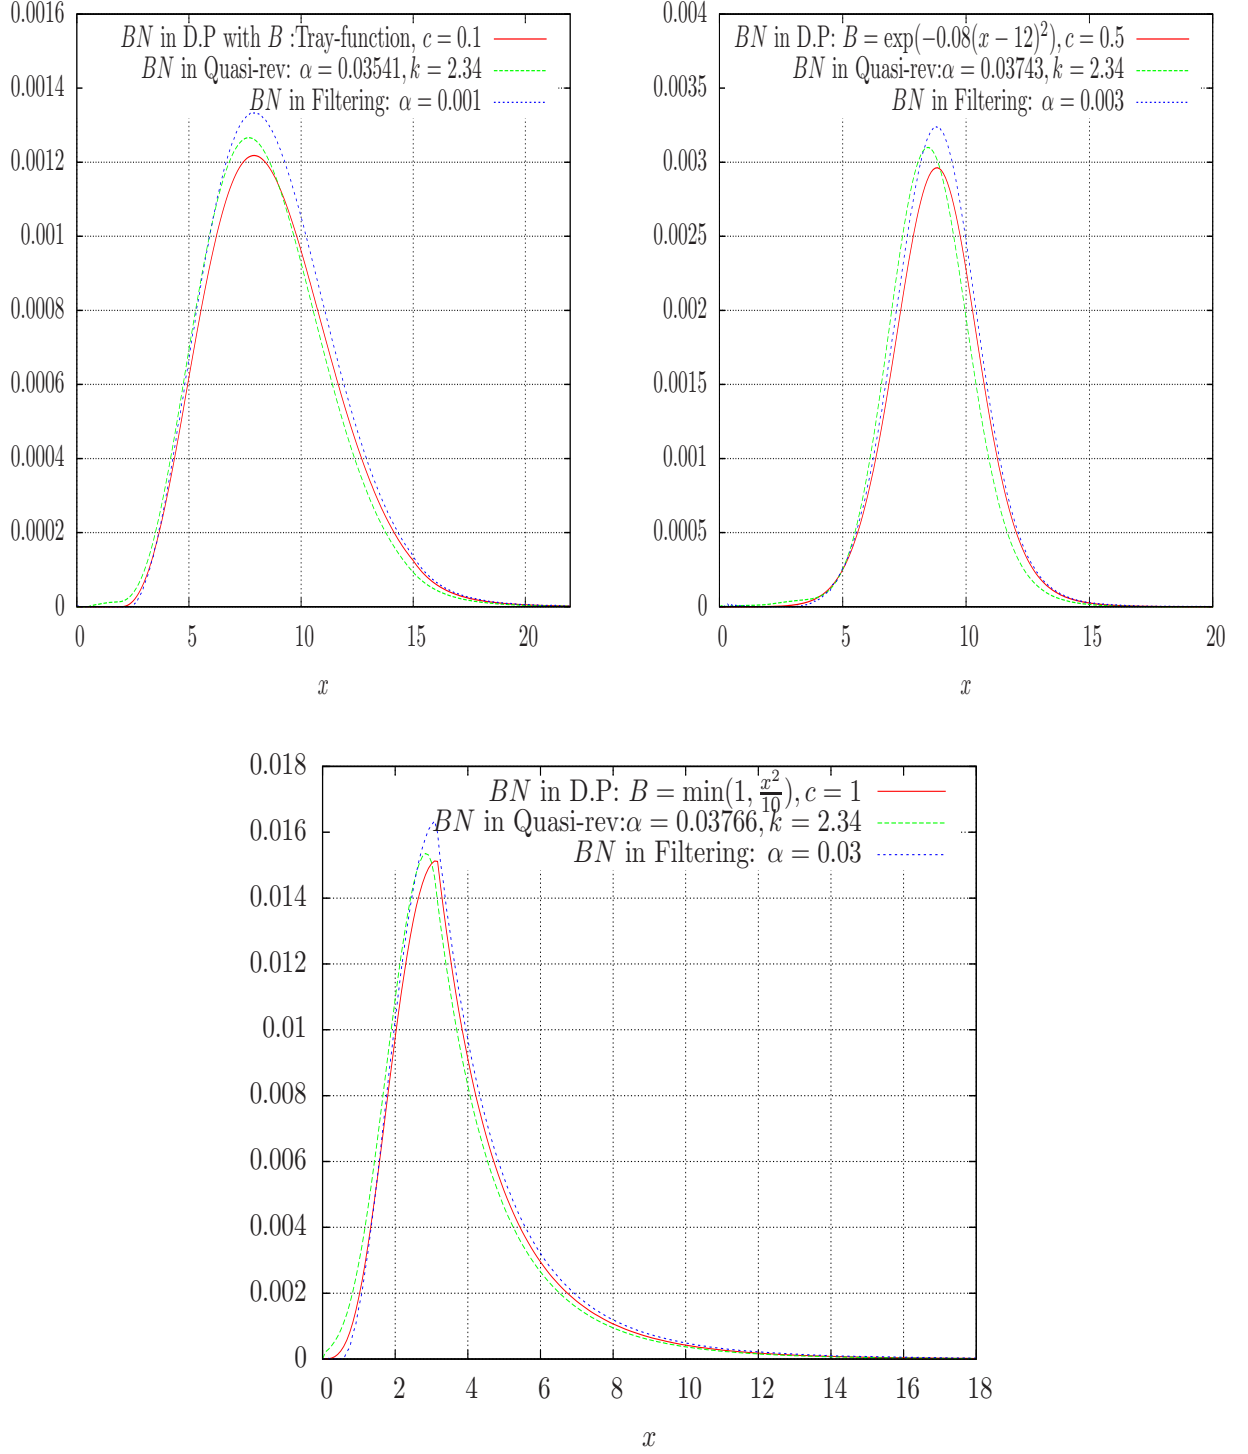 0.0016
BN in D.P with B :Tray-function, c = 0.1
BN in Quasi-rev: α = 0.03541, k = 2.34
BN in Filtering: α = 0.001
0.0014
0.0012
0.001
0.0008
0.0006
0.0004
0.0002
0
0 5 10 15 20
x
0.004
BN in D.P: B = exp(−0.08(x − 12)²), c = 0.5
BN in Quasi-rev:α = 0.03743, k = 2.34
BN in Filtering: α = 0.003
0.0035
0.003
0.0025
0.002
0.0015
0.001
0.0005
0
0 5 10 15 20
x
0.018
BN in D.P: B = min(1, x²/10), c = 1
BN in Quasi-rev:α = 0.03766, k = 2.34
BN in Filtering: α = 0.03
0.016
0.014
0.012
0.01
0.008
0.006
0.004
0.002
0
0 2 4 6 8 10 12 14 16 18
x